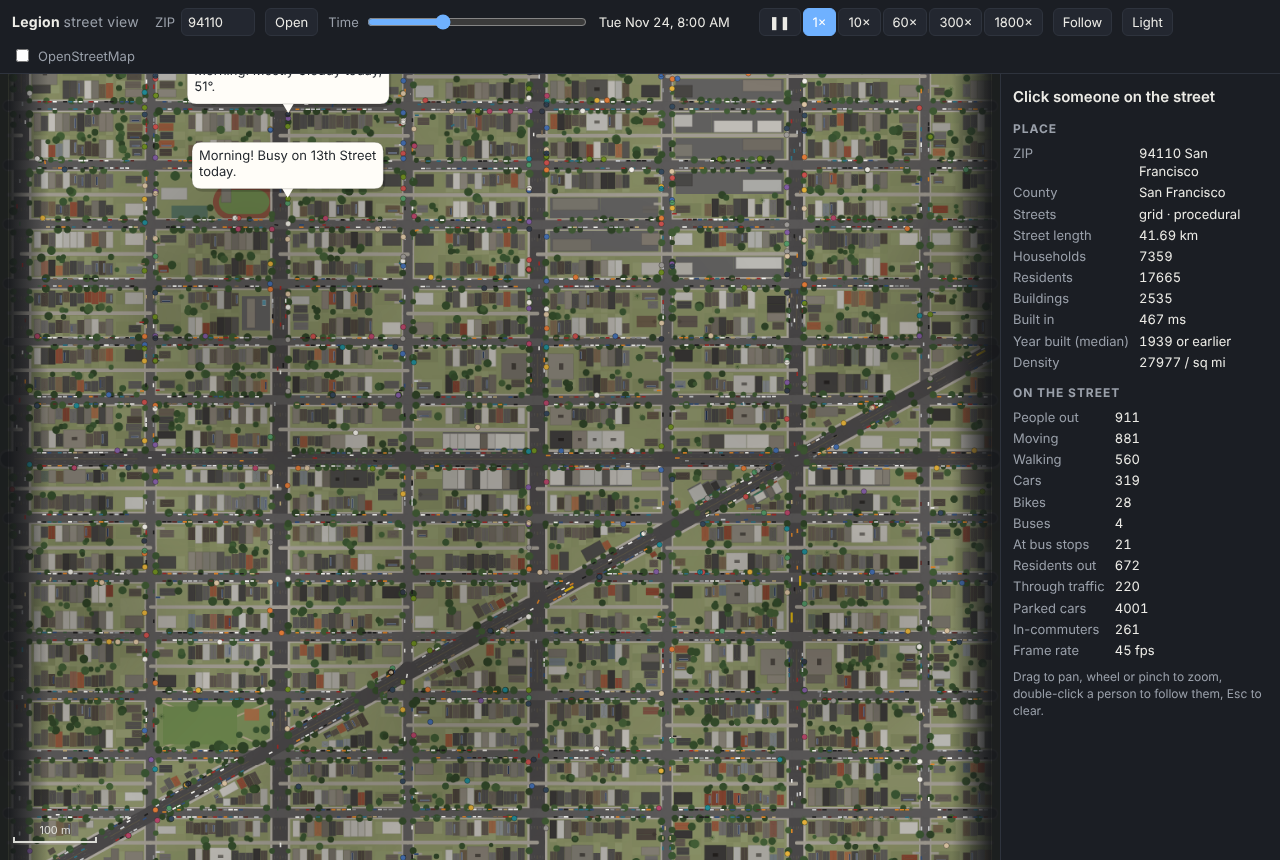 Legion street view ZIP 94110 Open Time Tue Nov 24, 8:00 AM 1× 10× 60× 300× 1800× Follow Light
OpenStreetMap
Morning! Mostly cloudy today,
51°.
Morning! Busy on 13th Street
today.
100 m
Click someone on the street
PLACE
ZIP 94110 San
Francisco
County San Francisco
Streets grid · procedural
Street length 41.69 km
Households 7359
Residents 17665
Buildings 2535
Built in 467 ms
Year built (median) 1939 or earlier
Density 27977 / sq mi
ON THE STREET
People out 911
Moving 881
Walking 560
Cars 319
Bikes 28
Buses 4
At bus stops 21
Residents out 672
Through traffic 220
Parked cars 4001
In-commuters 261
Frame rate 45 fps
Drag to pan, wheel or pinch to zoom,
double-click a person to follow them, Esc to
clear.